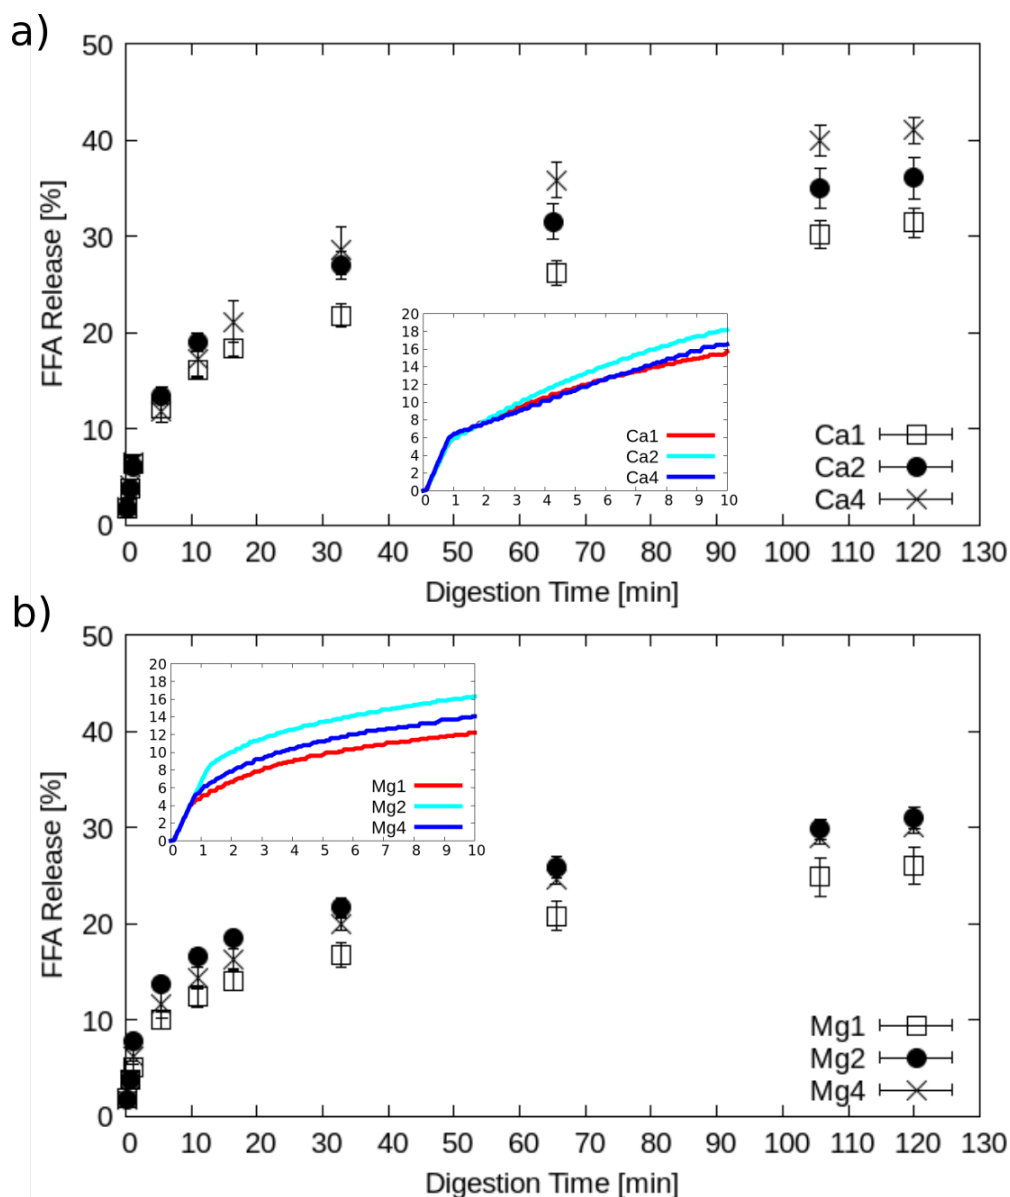 a)
50
40
30
20
10
0
FFA Release [%]
20
18
16
14
12
10
8
6
4
2
0
0 1 2 3 4 5 6 7 8 9 10
Ca1
Ca2
Ca4
Ca1
Ca2
Ca4
0 10 20 30 40 50 60 70 80 90 100 110 120 130
Digestion Time [min]
b)
50
40
30
20
10
0
FFA Release [%]
20
18
16
14
12
10
8
6
4
2
0
0 1 2 3 4 5 6 7 8 9 10
Mg1
Mg2
Mg4
Mg1
Mg2
Mg4
0 10 20 30 40 50 60 70 80 90 100 110 120 130
Digestion Time [min]